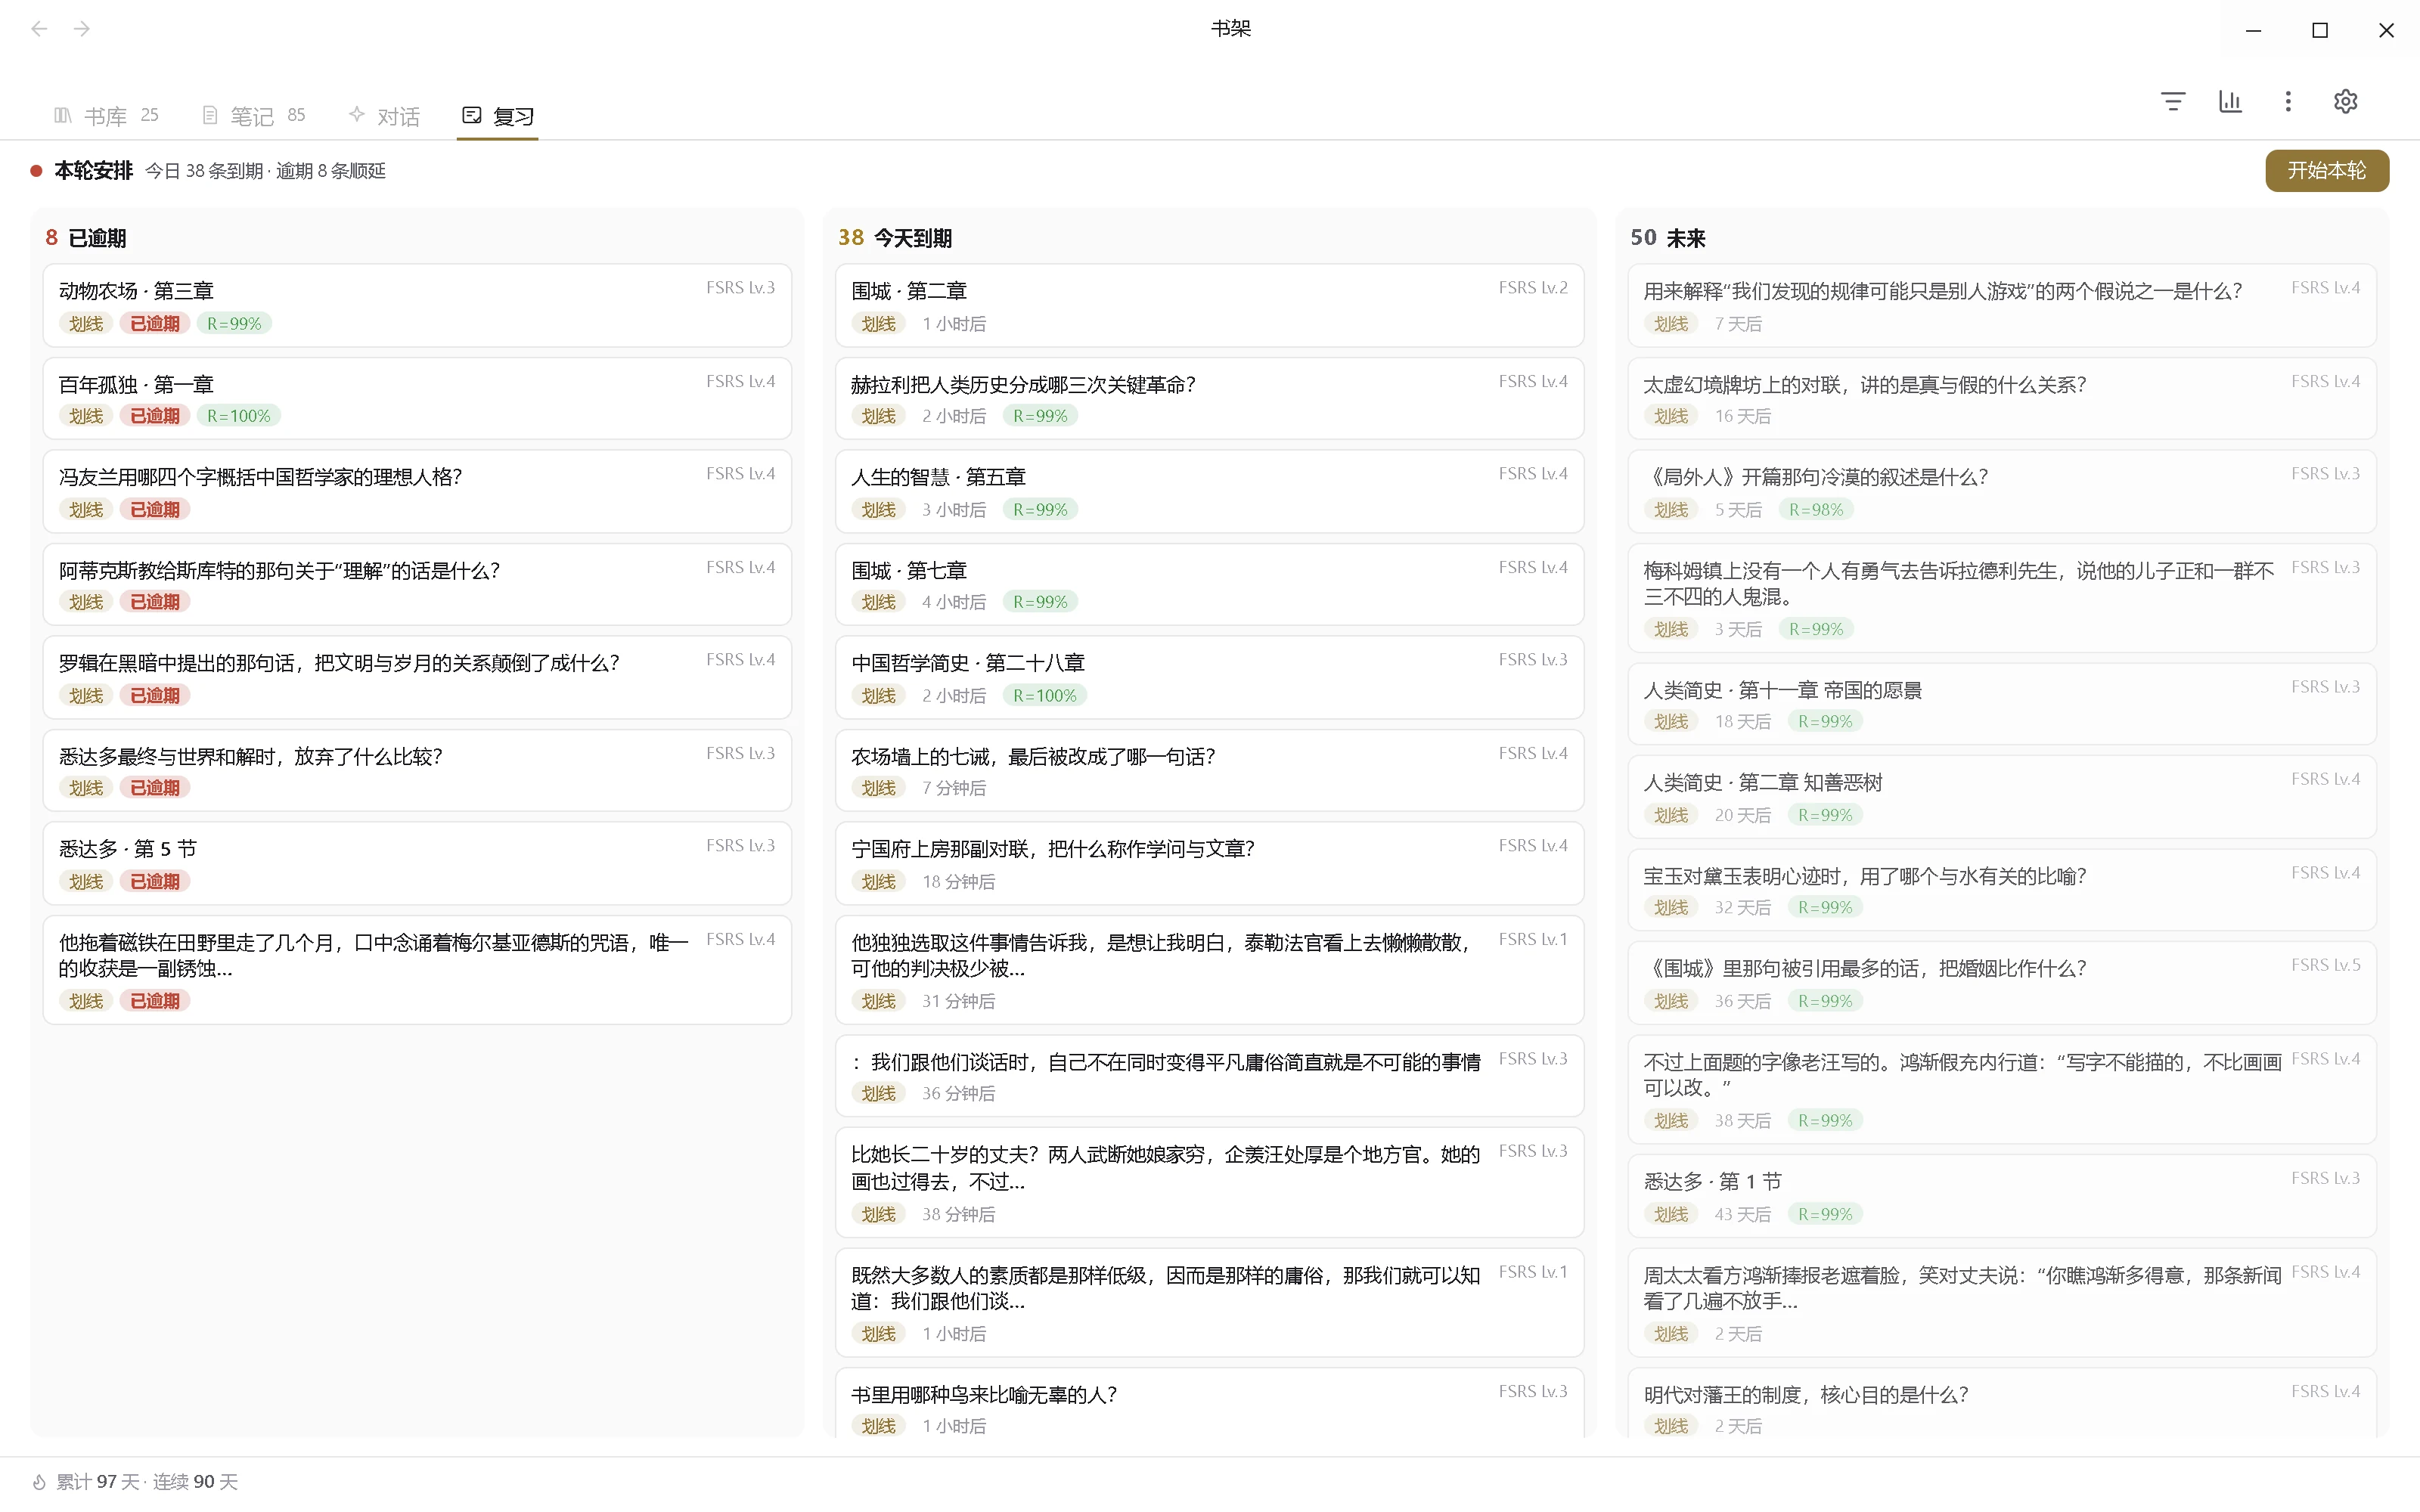 书架
书库 25
笔记 85
对话
复习
本轮安排 今日 38 条到期 · 逾期 8 条顺延
开始本轮
8 已逾期
动物农场 · 第三章 FSRS Lv.3
划线 已逾期 R=99%
百年孤独 · 第一章 FSRS Lv.4
划线 已逾期 R=100%
冯友兰用哪四个字概括中国哲学家的理想人格? FSRS Lv.4
划线 已逾期
阿蒂克斯教给斯库特的那句关于“理解”的话是什么? FSRS Lv.4
划线 已逾期
罗辑在黑暗中提出的那句话，把文明与岁月的关系颠倒了成什么? FSRS Lv.4
划线 已逾期
悉达多最终与世界和解时，放弃了什么比较? FSRS Lv.3
划线 已逾期
悉达多 · 第 5 节 FSRS Lv.3
划线 已逾期
他拖着磁铁在田野里走了几个月，口中念诵着梅尔基亚德斯的咒语，唯一 FSRS Lv.4
的收获是一副锈蚀...
划线 已逾期
38 今天到期
围城 · 第二章 FSRS Lv.2
划线 1 小时后
赫拉利把人类历史分成哪三次关键革命? FSRS Lv.4
划线 2 小时后 R=99%
人生的智慧 · 第五章 FSRS Lv.4
划线 3 小时后 R=99%
围城 · 第七章 FSRS Lv.4
划线 4 小时后 R=99%
中国哲学简史 · 第二十八章 FSRS Lv.3
划线 2 小时后 R=100%
农场墙上的七诫，最后被改成了哪一句话? FSRS Lv.4
划线 7 分钟后
宁国府上房那副对联，把什么称作学问与文章? FSRS Lv.4
划线 18 分钟后
他独独选取这件事情告诉我，是想让我明白，泰勒法官看上去懒懒散散， FSRS Lv.1
可他的判决极少被...
划线 31 分钟后
：我们跟他们谈话时，自己不在同时变得平凡庸俗简直就是不可能的事情 FSRS Lv.3
划线 36 分钟后
比她长二十岁的丈夫？两人武断她娘家穷，企羡汪处厚是个地方官。她的 FSRS Lv.3
画也过得去，不过...
划线 38 分钟后
既然大多数人的素质都是那样低级，因而是那样的庸俗，那我们就可以知 FSRS Lv.1
道：我们跟他们谈...
划线 1 小时后
书里用哪种鸟来比喻无辜的人? FSRS Lv.3
划线 1 小时后
50 未来
用来解释“我们发现的规律可能只是别人游戏”的两个假说之一是什么? FSRS Lv.4
划线 7 天后
太虚幻境牌坊上的对联，讲的是真与假的什么关系? FSRS Lv.4
划线 16 天后
《局外人》开篇那句冷漠的叙述是什么? FSRS Lv.3
划线 5 天后 R=98%
梅科姆镇上没有一个人有勇气去告诉拉德利先生，说他的儿子正和一群不 FSRS Lv.3
三不四的人鬼混。
划线 3 天后 R=99%
人类简史 · 第十一章 帝国的愿景 FSRS Lv.3
划线 18 天后 R=99%
人类简史 · 第二章 知善恶树 FSRS Lv.4
划线 20 天后 R=99%
宝玉对黛玉表明心迹时，用了哪个与水有关的比喻? FSRS Lv.4
划线 32 天后 R=99%
《围城》里那句被引用最多的话，把婚姻比作什么? FSRS Lv.5
划线 36 天后 R=99%
不过上面题的字像老汪写的。鸿渐假充内行道：“写字不能描的，不比画画 FSRS Lv.4
可以改。”
划线 38 天后 R=99%
悉达多 · 第 1 节 FSRS Lv.3
划线 43 天后 R=99%
周太太看方鸿渐捧报老遮着脸，笑对丈夫说：“你瞧鸿渐多得意，那条新闻 FSRS Lv.4
看了几遍不放手...
划线 2 天后
明代对藩王的制度，核心目的是什么? FSRS Lv.4
划线 2 天后
累计 97 天 · 连续 90 天